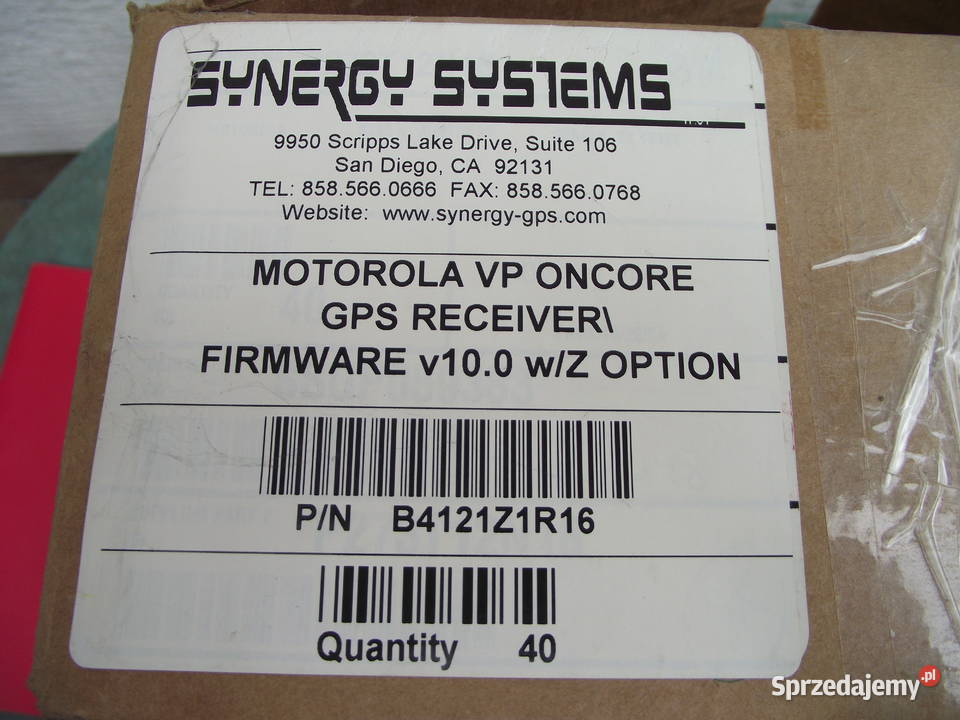 SYNERGY SYSTEMS
9950 Scripps Lake Drive, Suite 106
San Diego, CA 92131
TEL: 858.566.0666 FAX: 858.566.0768
Website: www.synergy-gps.com
MOTOROLA VP ONCORE
GPS RECEIVER\
FIRMWARE v10.0 w/Z OPTION
P/N B4121Z1R16
Quantity 40
Sprzedajemy.pl